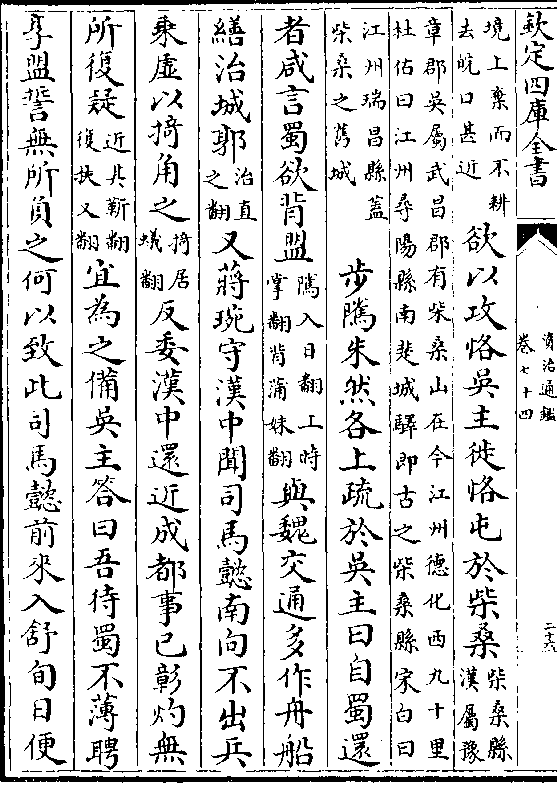 欽定四庫全書
資治通鑑
卷七十四
二十六
境上棄而不耕
去皖口甚近
欲以攻恪吳主徙恪屯於柴桑
柴桑縣
漢屬豫
章郡吳屬武昌郡有柴桑山在今江州德化西九十里
杜佑曰江州尋陽縣南楚城驛即古之柴桑縣宋白曰
江州瑞昌縣蓋
柴桑之舊城
步隲朱然各上疏於吳主曰自蜀還
者咸言蜀欲背盟
隲入日翻上時
掌翻背蒲妹翻
與魏交通多作舟船
繕治城郭
治直
之翻
又蔣琬守漢中聞司馬懿南向不出兵
乗虛以掎角之
掎居
蟻翻
反委漢中還近成都事已彰灼無
所復疑
近其靳翻
復扶又翻
宜為之備吳主答曰吾待蜀不薄聘
享盟誓無所負之何以致此司馬懿前來入舒旬日便